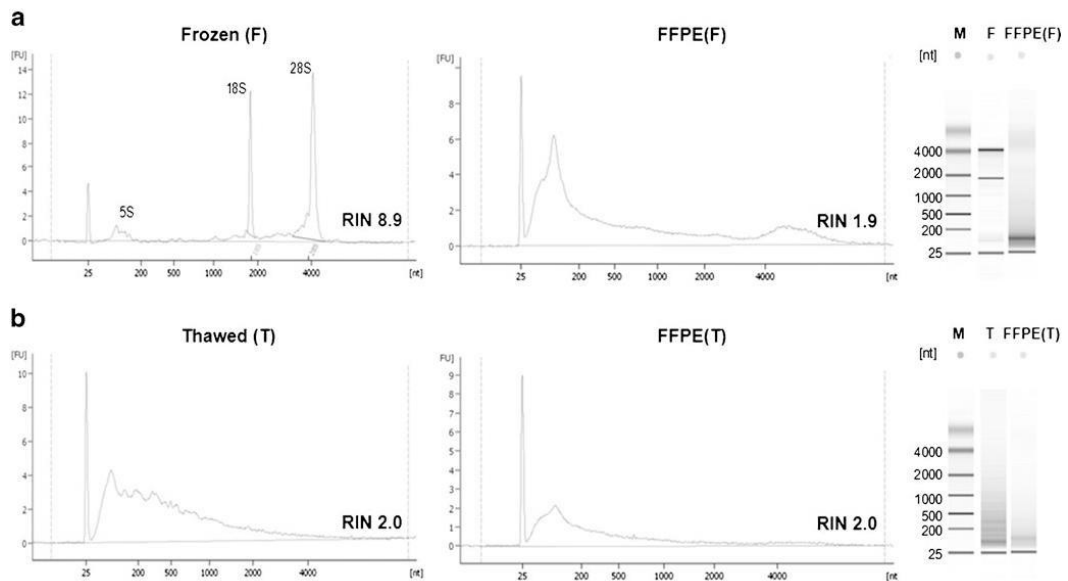 a
Frozen (F)
[FU]
14
12
10
8
6
4
2
0
5S
18S
28S
RIN 8.9
25 200 500 1000 2000 4000 [nt]
FFPE(F)
[FU]
8
6
4
2
0
RIN 1.9
25 200 500 1000 2000 4000 [nt
M F FFPE(F)
[nt]
4000
2000
1000
500
200
25
b
Thawed (T)
[FU]
10
8
6
4
2
0
RIN 2.0
25 200 500 1000 2000 4000 [nt]
FFPE(T)
FU]
9
8
7
6
5
4
3
2
1
0
RIN 2.0
25 200 500 1000 2000 4000 [nt
M T FFPE(T)
[nt]
4000
2000
1000
500
200
25